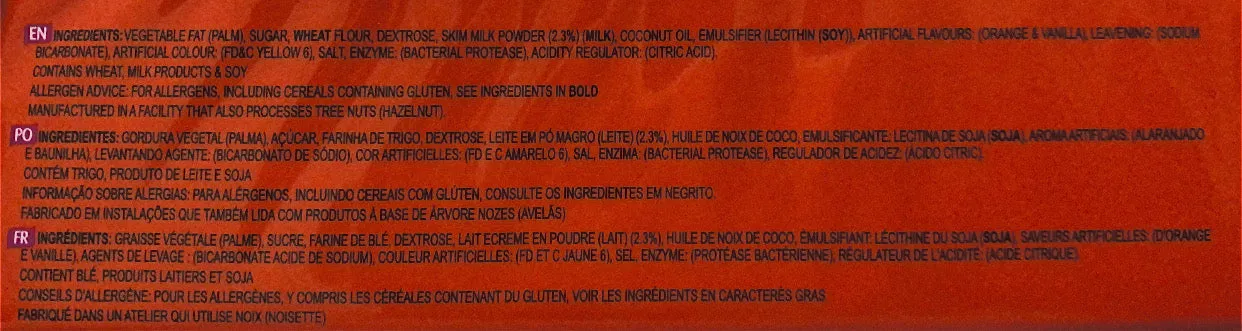 EN INGREDIENTS: VEGETABLE FAT (PALM), SUGAR, WHEAT FLOUR, DEXTROSE, SKIM MILK POWDER (2.3%) (MILK), COCONUT OIL, EMULSIFIER (LECITHIN (SOY)), ARTIFICIAL FLAVOURS: (ORANGE & VANILLA), LEAVENING: (SODIUM
BICARBONATE), ARTIFICIAL COLOUR: (FD&C YELLOW 6), SALT, ENZYME: (BACTERIAL PROTEASE), ACIDITY REGULATOR: (CITRIC ACID).
CONTAINS WHEAT, MILK PRODUCTS & SOY
ALLERGEN ADVICE: FOR ALLERGENS, INCLUDING CEREALS CONTAINING GLUTEN, SEE INGREDIENTS IN BOLD
MANUFACTURED IN A FACILITY THAT ALSO PROCESSES TREE NUTS (HAZELNUT).
PO INGREDIENTES: GORDURA VEGETAL (PALMA), AÇÚCAR, FARINHA DE TRIGO, DEXTROSE, LEITE EM PÓ MAGRO (LEITE) (2.3%), HUILE DE NOIX DE COCO, EMULSIFICANTE: LECITINA DE SOJA (SOJA), AROMA ARTIFICIAIS: (ALARANJADO
E BAUNILHA), LEVANTANDO AGENTE: (BICARBONATO DE SÓDIO), COR ARTIFICIELLES: (FD E C AMARELO 6), SAL, ENZIMA: (BACTERIAL PROTEASE), REGULADOR DE ACIDEZ: (ÁCIDO CITRIC).
CONTÉM TRIGO, PRODUTO DE LEITE E SOJA
INFORMAÇÃO SOBRE ALERGIAS: PARA ALÉRGENOS, INCLUINDO CEREAIS COM GLÚTEN, CONSULTE OS INGREDIENTES EM NEGRITO.
FABRICADO EM INSTALAÇÕES QUE TAMBÉM LIDA COM PRODUTOS À BASE DE ÁRVORE NOZES (AVELÃS)
FR INGRÉDIENTS: GRAISSE VÉGÉTALE (PALME), SUCRE, FARINE DE BLÉ, DEXTROSE, LAIT ECREME EN POUDRE (LAIT) (2.3%), HUILE DE NOIX DE COCO, ÉMULSIFIANT: LÉCITHINE DU SOJA (SOJA), SAVEURS ARTIFICIELLES: (D'ORANGE
E VANILLE), AGENTS DE LEVAGE : (BICARBONATE ACIDE DE SODIUM), COULEUR ARTIFICIELLES: (FD ET C JAUNE 6), SEL, ENZYME: (PROTÉASE BACTÉRIENNE), RÉGULATEUR DE L'ACIDITÉ: (ACIDE CITRIQUE).
CONTIENT BLÉ, PRODUITS LAITIERS ET SOJA
CONSEILS D'ALLERGÈNE: POUR LES ALLERGÈNES, Y COMPRIS LES CÉRÉALES CONTENANT DU GLUTEN, VOIR LES INGRÉDIENTS EN CARACTERÈS GRAS
FABRIQUÉ DANS UN ATELIER QUI UTILISE NOIX (NOISETTE)